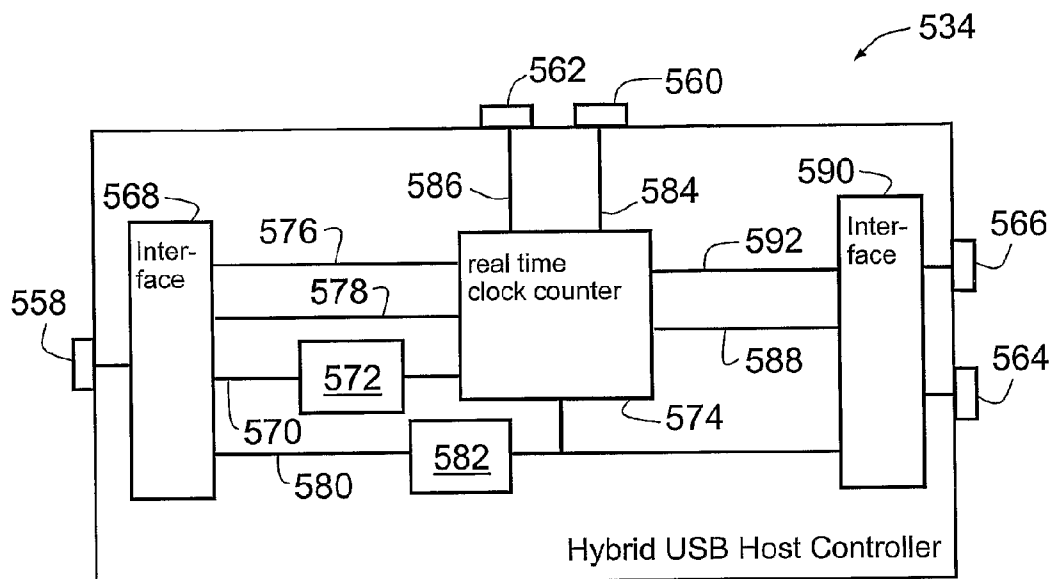 534
562
560
586
584
590
568
Inter-
face
576
real time
clock counter
592
Inter-
face
566
578
558
588
572
564
570
574
582
580
Hybrid USB Host Controller